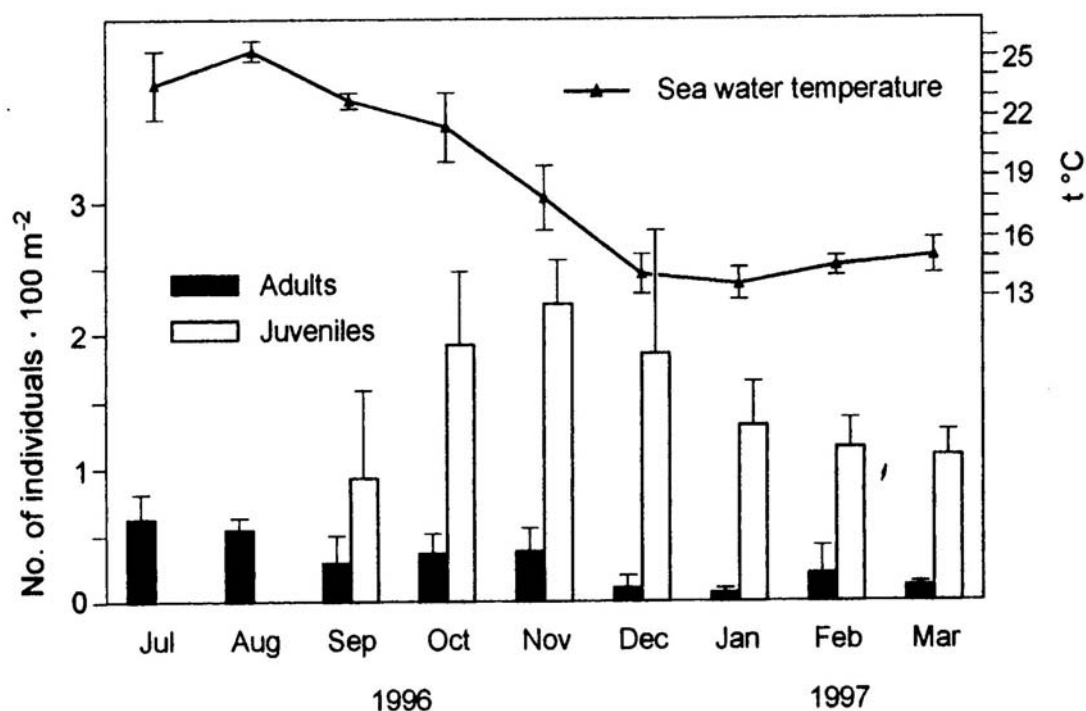 25
22
19
16
13
t °C
Sea water temperature
No. of individuals · 100 m⁻²
3
2
1
0
Adults
Juveniles
Jul Aug Sep Oct Nov Dec Jan Feb Mar
1996 1997